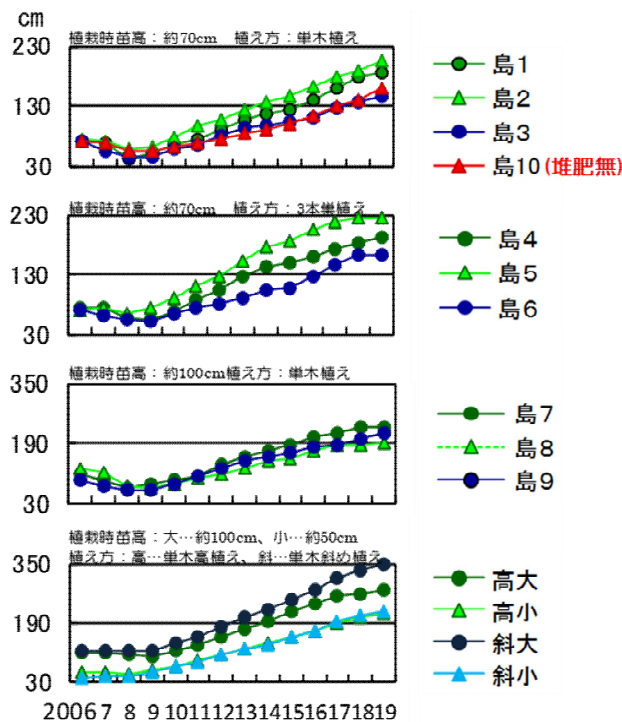 cm
植栽時苗高：約70cm　植え方：単木植え
230
130
30
島1
島2
島3
島10(堆肥無)
植栽時苗高：約70cm　植え方：3本巣植え
230
130
30
島4
島5
島6
植栽時苗高：約100cm植え方：単木植え
350
190
30
島7
島8
島9
植栽時苗高：大…約100cm、小…約50cm
植え方：高…単木高植え、斜…単木斜め植え
350
190
30
高大
高小
斜大
斜小
2006 7 8 9 10 11 12 13 14 15 16 17 18 19